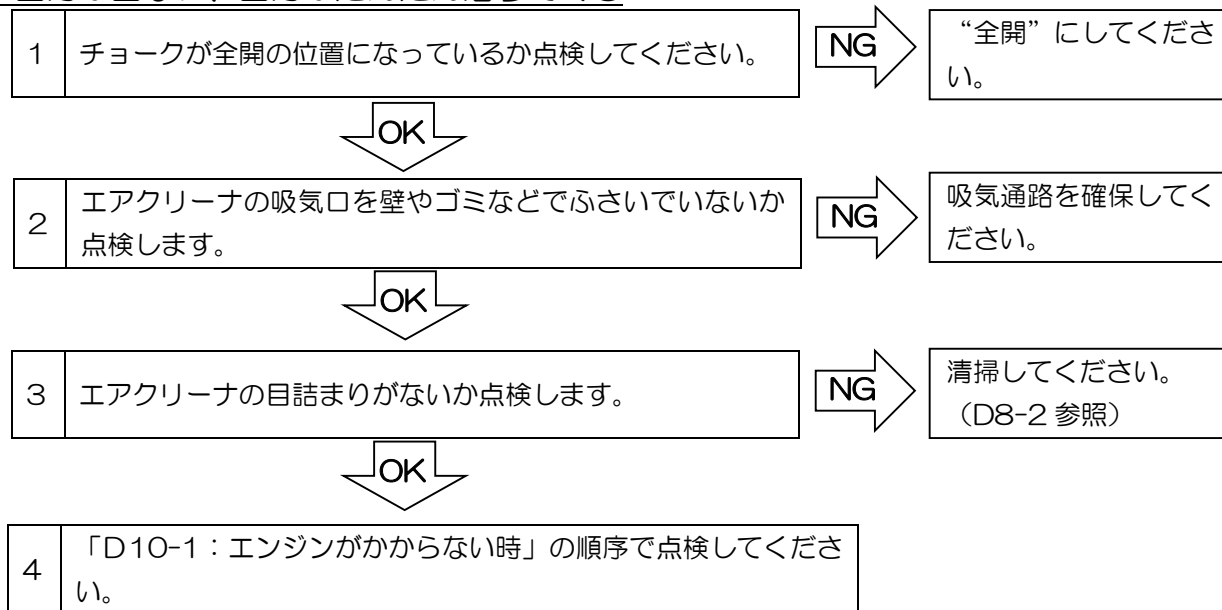 1 チョークが全開の位置になっているか点検してください。
NG
“全開”にしてくださ
い。
OK
2 エアクリーナの吸気口を壁やゴミなどでふさいでいないか
点検します。
NG
吸気通路を確保してく
ださい。
OK
3 エアクリーナの目詰まりがないか点検します。
NG
清掃してください。
（D8-2 参照）
OK
4 「D10-1：エンジンがかからない時」の順序で点検してくださ
い。